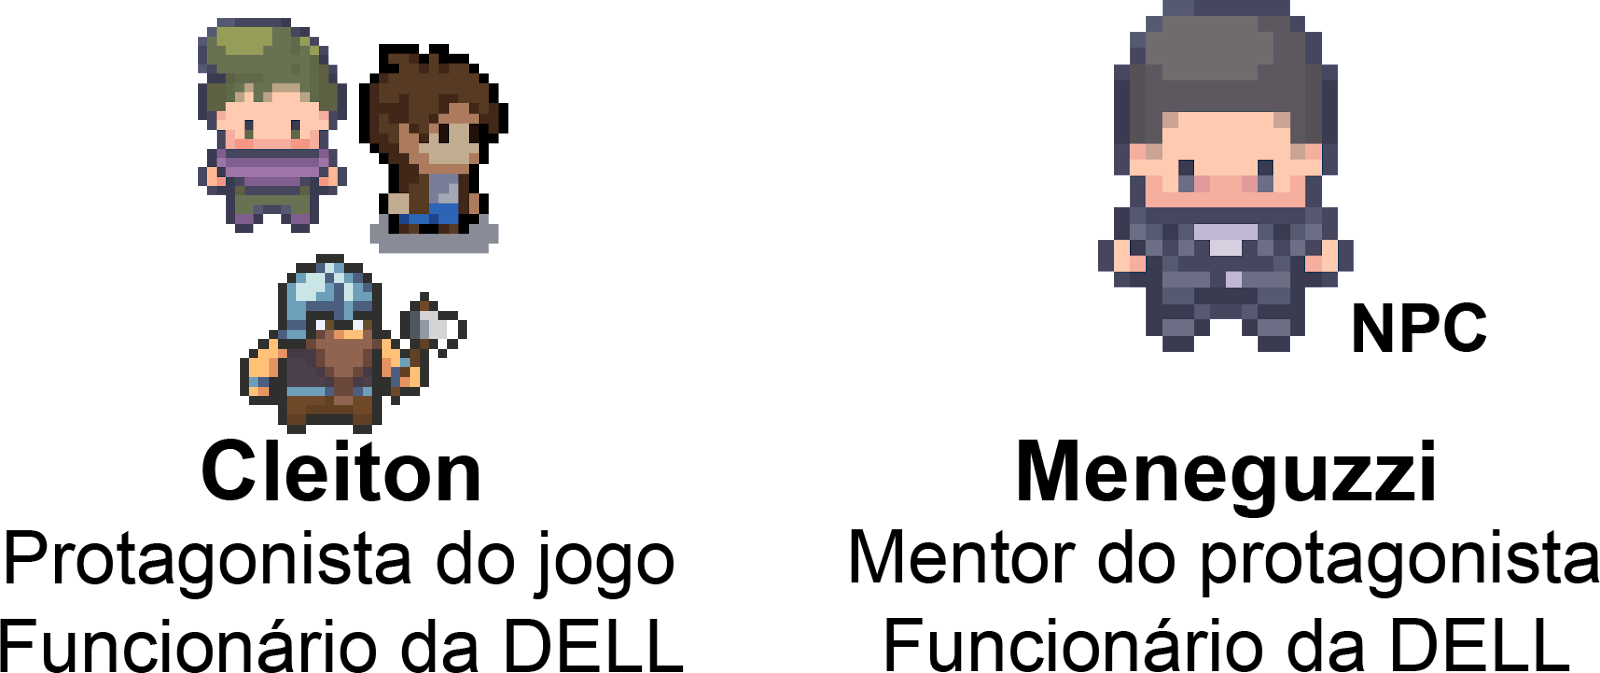 NPC
Cleiton
Protagonista do jogo
Funcionário da DELL
Meneguzzi
Mentor do protagonista
Funcionário da DELL